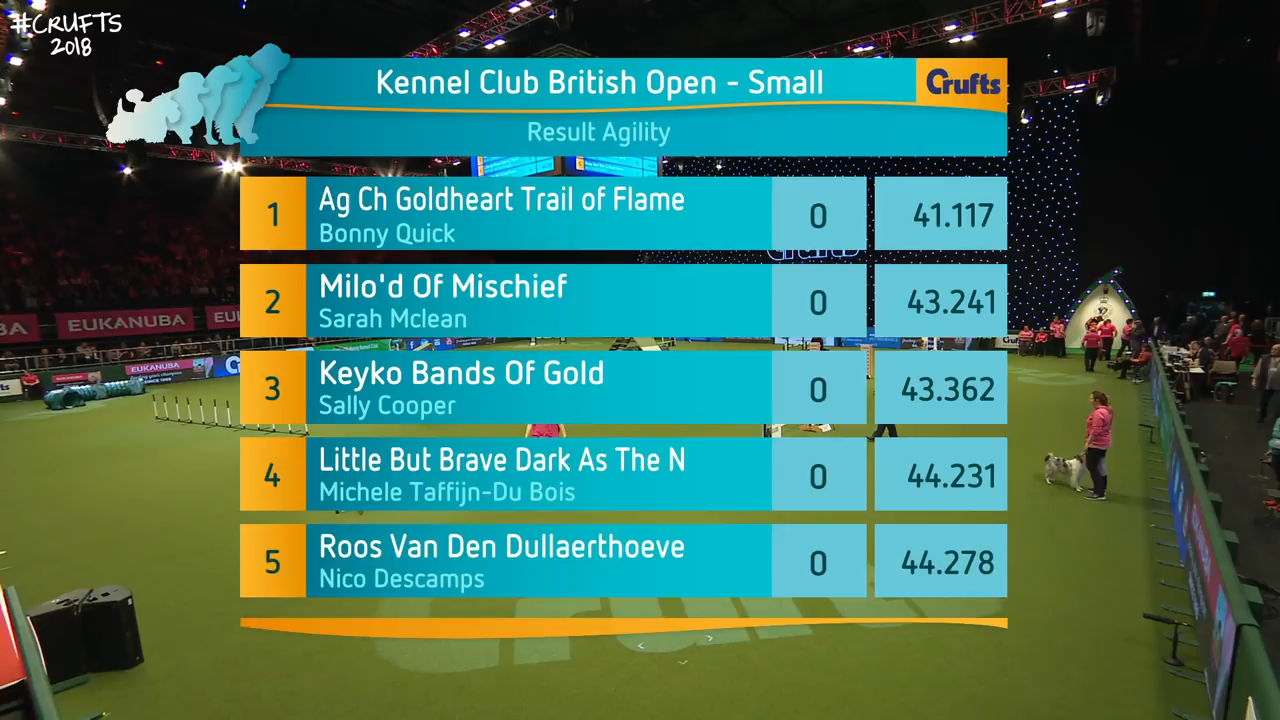 #CRUFTS
2018
Kennel Club British Open - Small
Crufts
Result Agility
1
Ag Ch Goldheart Trail of Flame
Bonny Quick
0
41.117
2
Milo'd Of Mischief
Sarah Mclean
0
43.241
3
Keyko Bands Of Gold
Sally Cooper
0
43.362
4
Little But Brave Dark As The N
Michele Taffijn-Du Bois
0
44.231
5
Roos Van Den Dullaerthoeve
Nico Descamps
0
44.278
EUKANUBA
EUKANUBA
Crufts